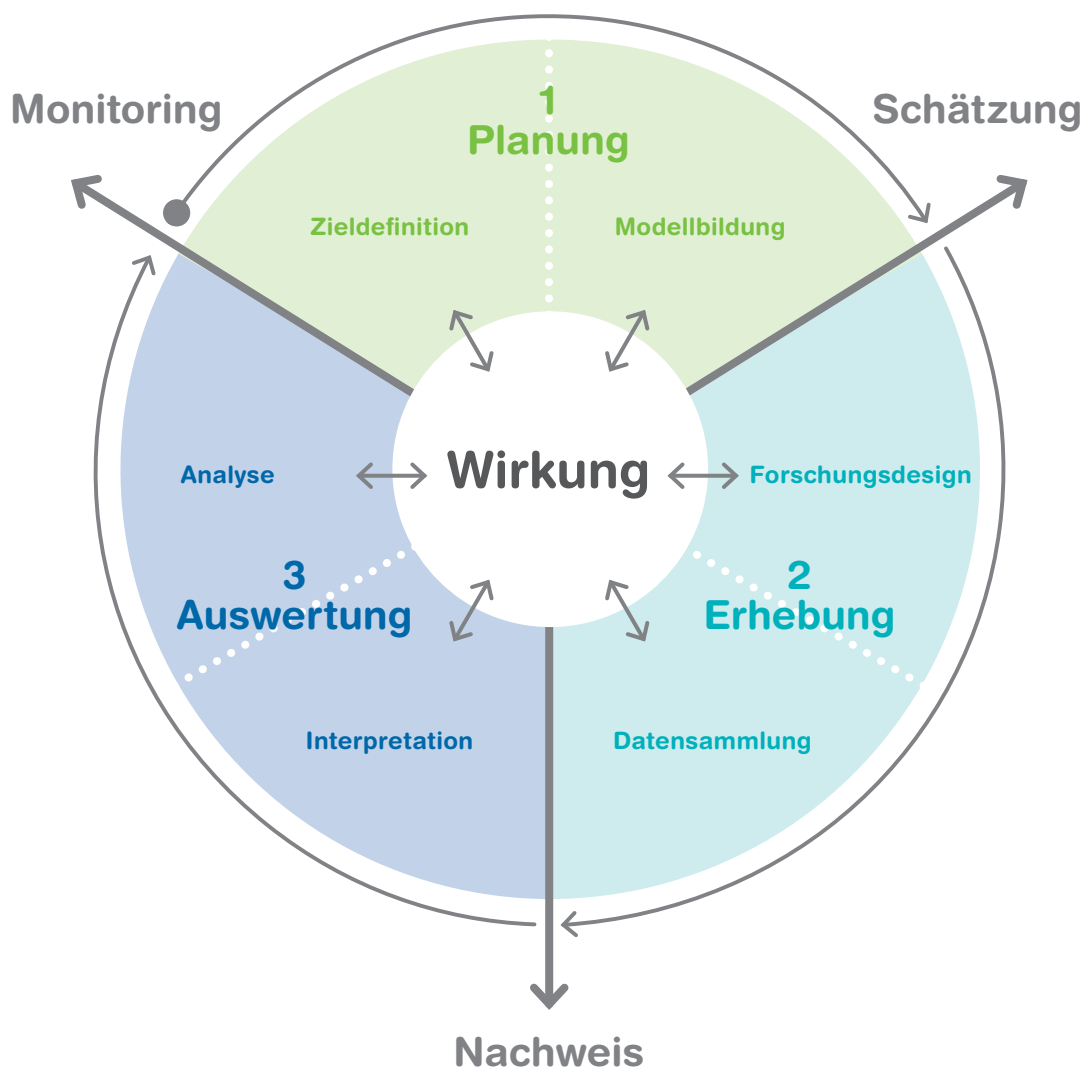 Monitoring
Schätzung
1
Planung
Zieldefinition
Modellbildung
Wirkung
Analyse
Forschungsdesign
3
Auswertung
2
Erhebung
Interpretation
Datensammlung
Nachweis